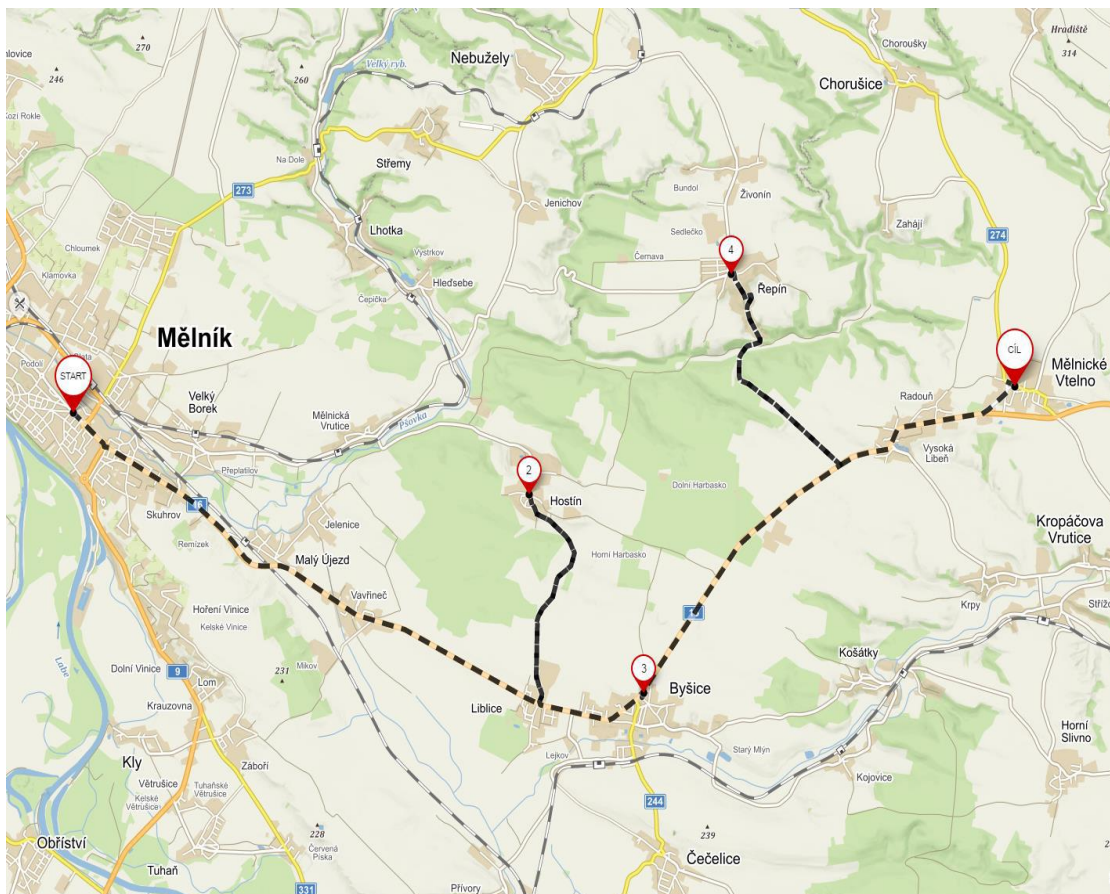 270
Nebužely
Velký ryb.
Choroušky
Hradiště
314
246
260
Chorušice
Kozí Rokle
Na Dole
Střemy
273
Bundol
Živonín
Jenichov
Zahájí
Chloumek
Lhotka
Sedlečko
274
Vystrkov
Černava
4
Klamovka
Čepička
Hledsebe
Řepín
Mělník
CÍL
Podolí
START
Mělnické
Vtelno
Velký
Borek
Radouň
Mělnická
Vrutice
Pšovka
Vysoká
Libeň
Přeplatilov
2
Hostín
Dolní Harbasko
Skuhrov
16
Jelenice
Kropáčova
Vrutice
Remízek
Malý Újezd
Horní Harbasko
Vavřineč
Krpy
Hoření Vinice
Kelské Vinice
Labe
Dolní Vinice
9
231
Mikov
3
Košátky
Lom
Byšice
Krauzovna
Liblice
Horní
Slivno
Kly
Záboří
Lejkov
Starý Mlýn
Větrušice
Kelské
Větrušice
Tuhaňské
Větrušice
Kojovice
244
Obříství
228
Červená
Píska
239
Čečelice
Tuhaň
331
Přívory